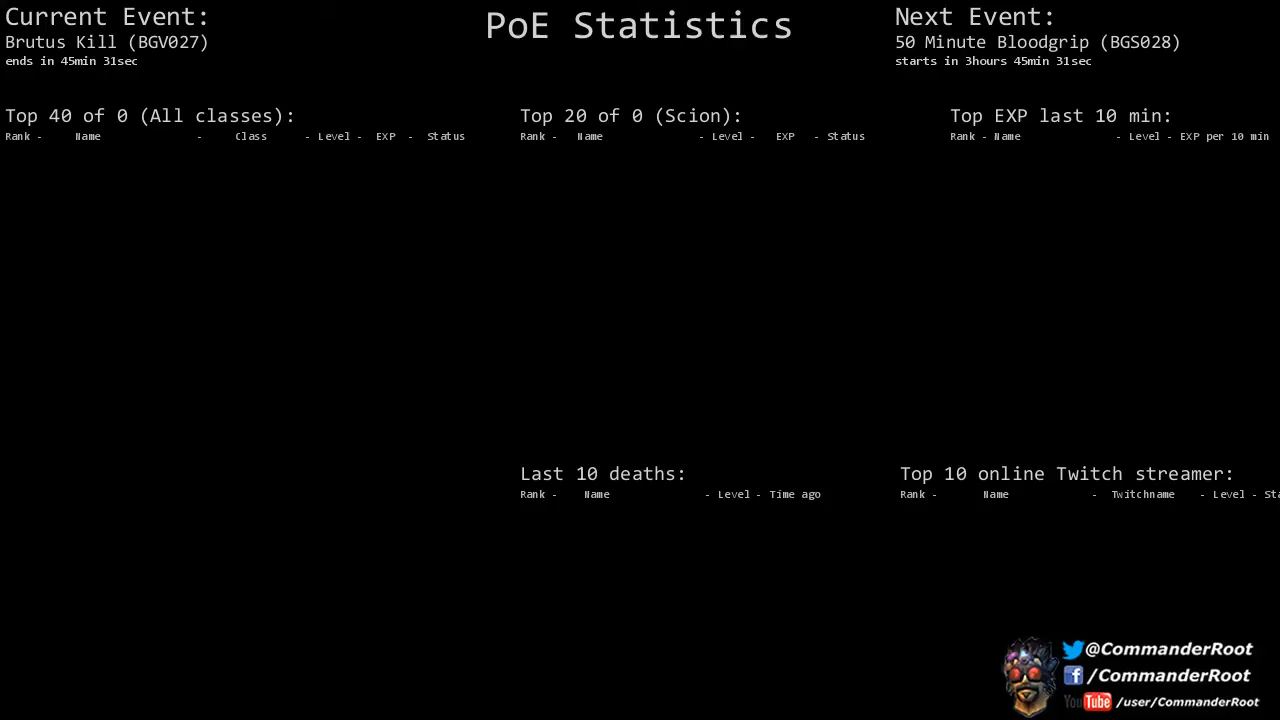 Current Event:
Brutus Kill (BGV027)
ends in 45min 31sec
PoE Statistics
Next Event:
50 Minute Bloodgrip (BGS028)
starts in 3hours 45min 31sec
Top 40 of 0 (All classes):
Rank - Name - Class - Level - EXP - Status
Top 20 of 0 (Scion):
Rank - Name - Level - EXP - Status
Top EXP last 10 min:
Rank - Name - Level - EXP per 10 min
Last 10 deaths:
Rank - Name - Level - Time ago
Top 10 online Twitch streamer:
Rank - Name - Twitchname - Level - Sta
@CommanderRoot
/CommanderRoot
YouTube /user/CommanderRoot